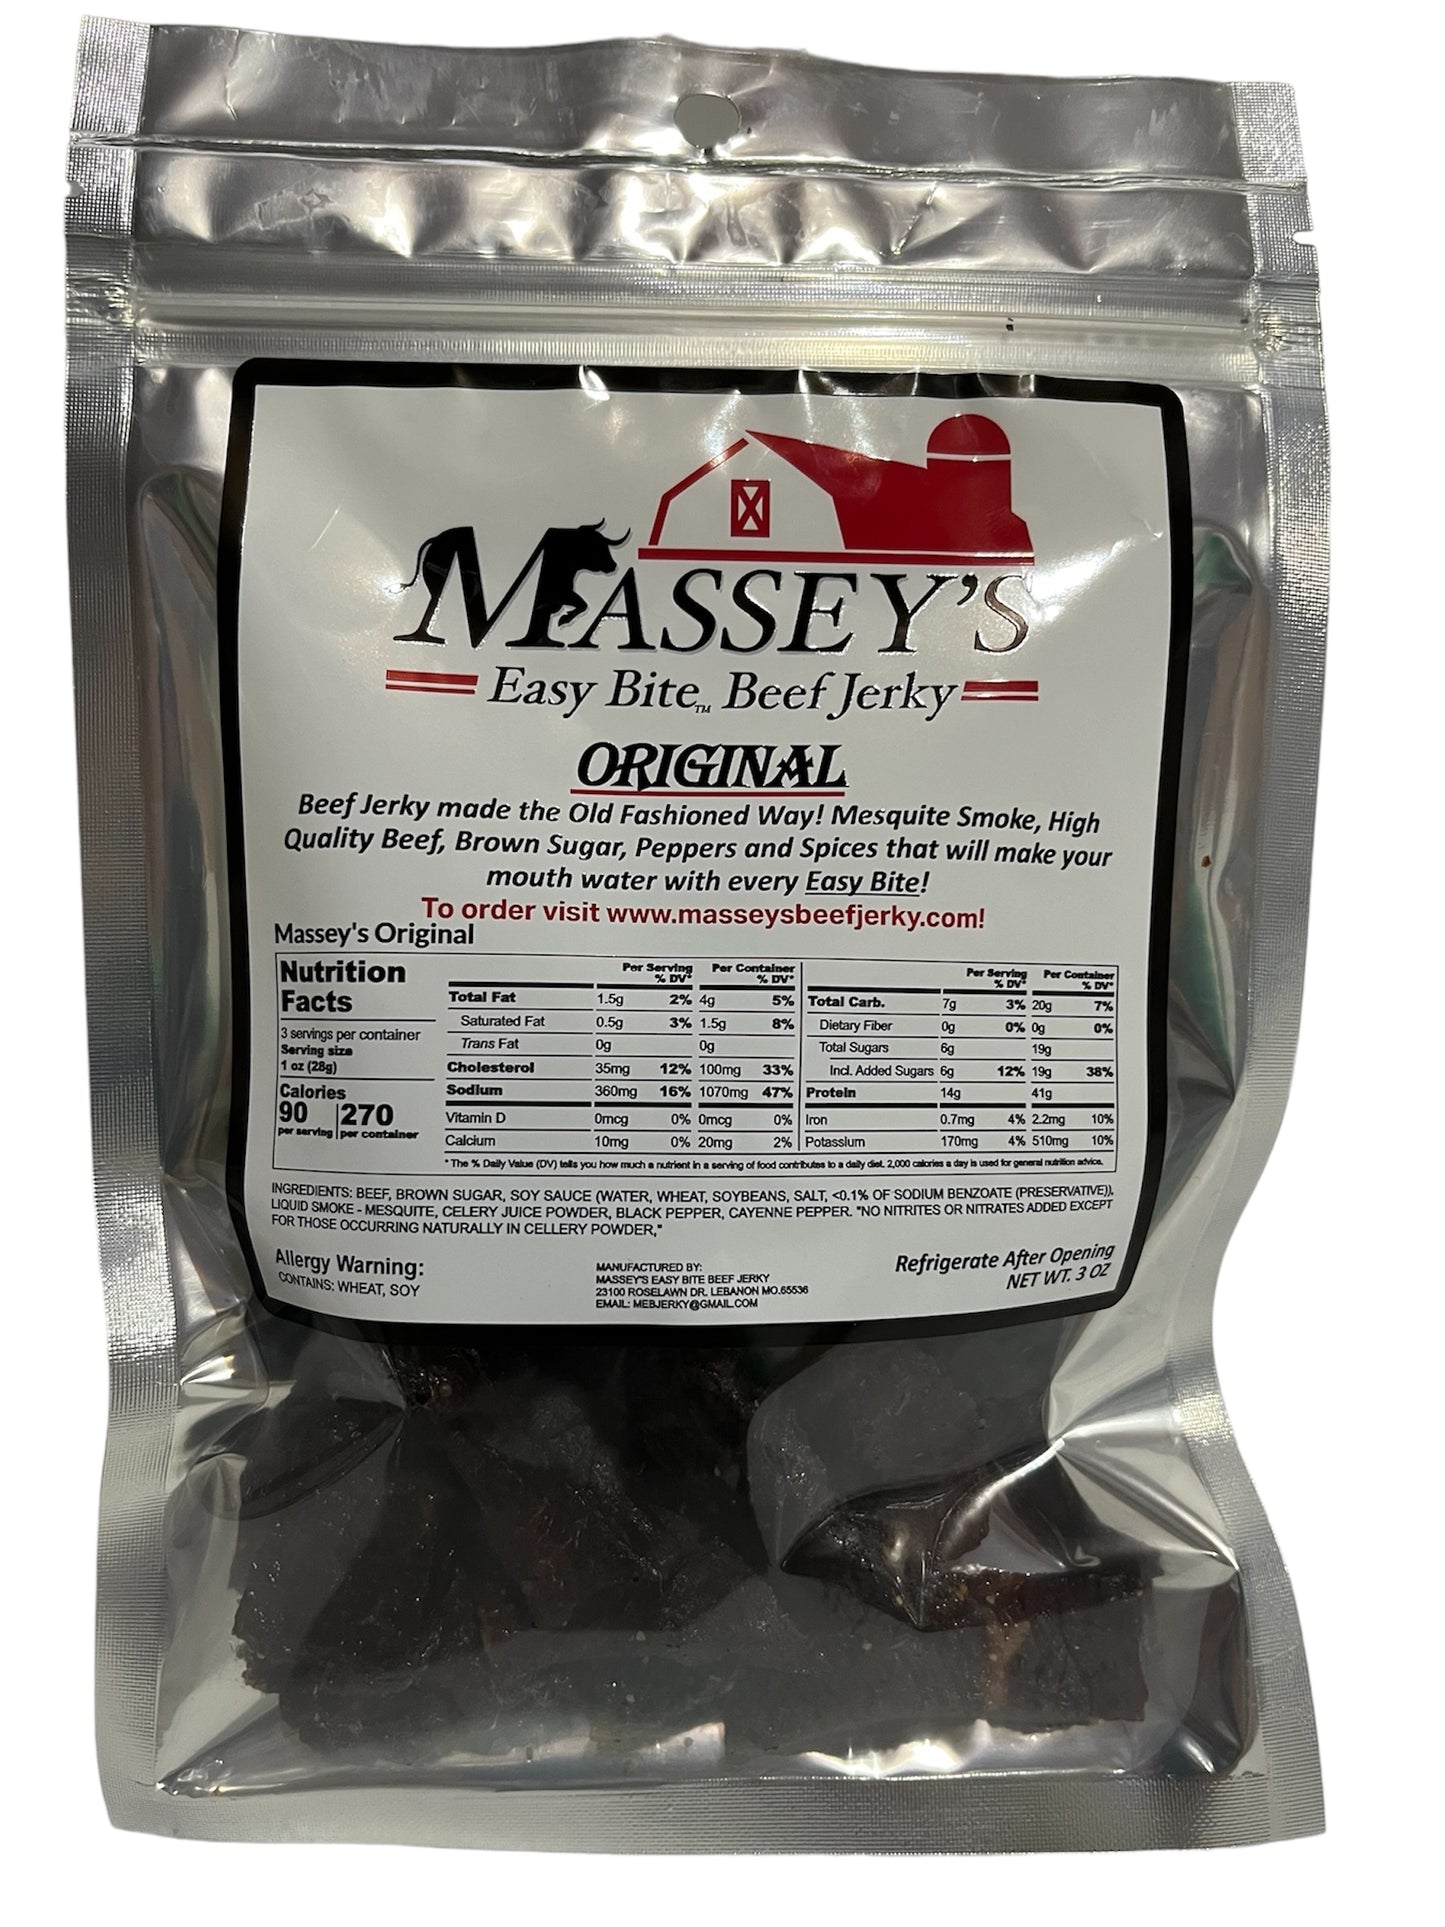 MASSEY'S
Easy Bite™ Beef Jerky
ORIGINAL
Beef Jerky made the Old Fashioned Way! Mesquite Smoke, High
Quality Beef, Brown Sugar, Peppers and Spices that will make your
mouth water with every Easy Bite!
To order visit www.masseysbeefjerky.com!
Massey's Original
Nutrition
Facts
3 servings per container
Serving size
1 oz (28g)
Calories
90 270
per serving per container
Per Serving Per Container
% DV* % DV*
Total Fat 1.5g 2% 4g 5%
Saturated Fat 0.5g 3% 1.5g 8%
Trans Fat 0g 0g
Cholesterol 35mg 12% 100mg 33%
Sodium 360mg 16% 1070mg 47%
Vitamin D 0mcg 0% 0mcg 0%
Calcium 10mg 0% 20mg 2%
Per Serving Per Container
% DV* % DV*
Total Carb. 7g 3% 20g 7%
Dietary Fiber 0g 0% 0g 0%
Total Sugars 6g 19g
Incl. Added Sugars 6g 12% 19g 38%
Protein 14g 41g
Iron 0.7mg 4% 2.2mg 10%
Potassium 170mg 4% 510mg 10%
* The % Daily Value (DV) tells you how much a nutrient in a serving of food contributes to a daily diet. 2,000 calories a day is used for general nutrition advice.
INGREDIENTS: BEEF, BROWN SUGAR, SOY SAUCE (WATER, WHEAT, SOYBEANS, SALT, <0.1% OF SODIUM BENZOATE (PRESERVATIVE)),
LIQUID SMOKE - MESQUITE, CELERY JUICE POWDER, BLACK PEPPER, CAYENNE PEPPER. "NO NITRITES OR NITRATES ADDED EXCEPT
FOR THOSE OCCURRING NATURALLY IN CELLERY POWDER,"
Allergy Warning:
CONTAINS: WHEAT, SOY
MANUFACTURED BY:
MASSEY'S EASY BITE BEEF JERKY
23100 ROSELAWN DR. LEBANON MO.65536
EMAIL: MEBJERKY@GMAIL.COM
Refrigerate After Opening
NET WT. 3 OZ